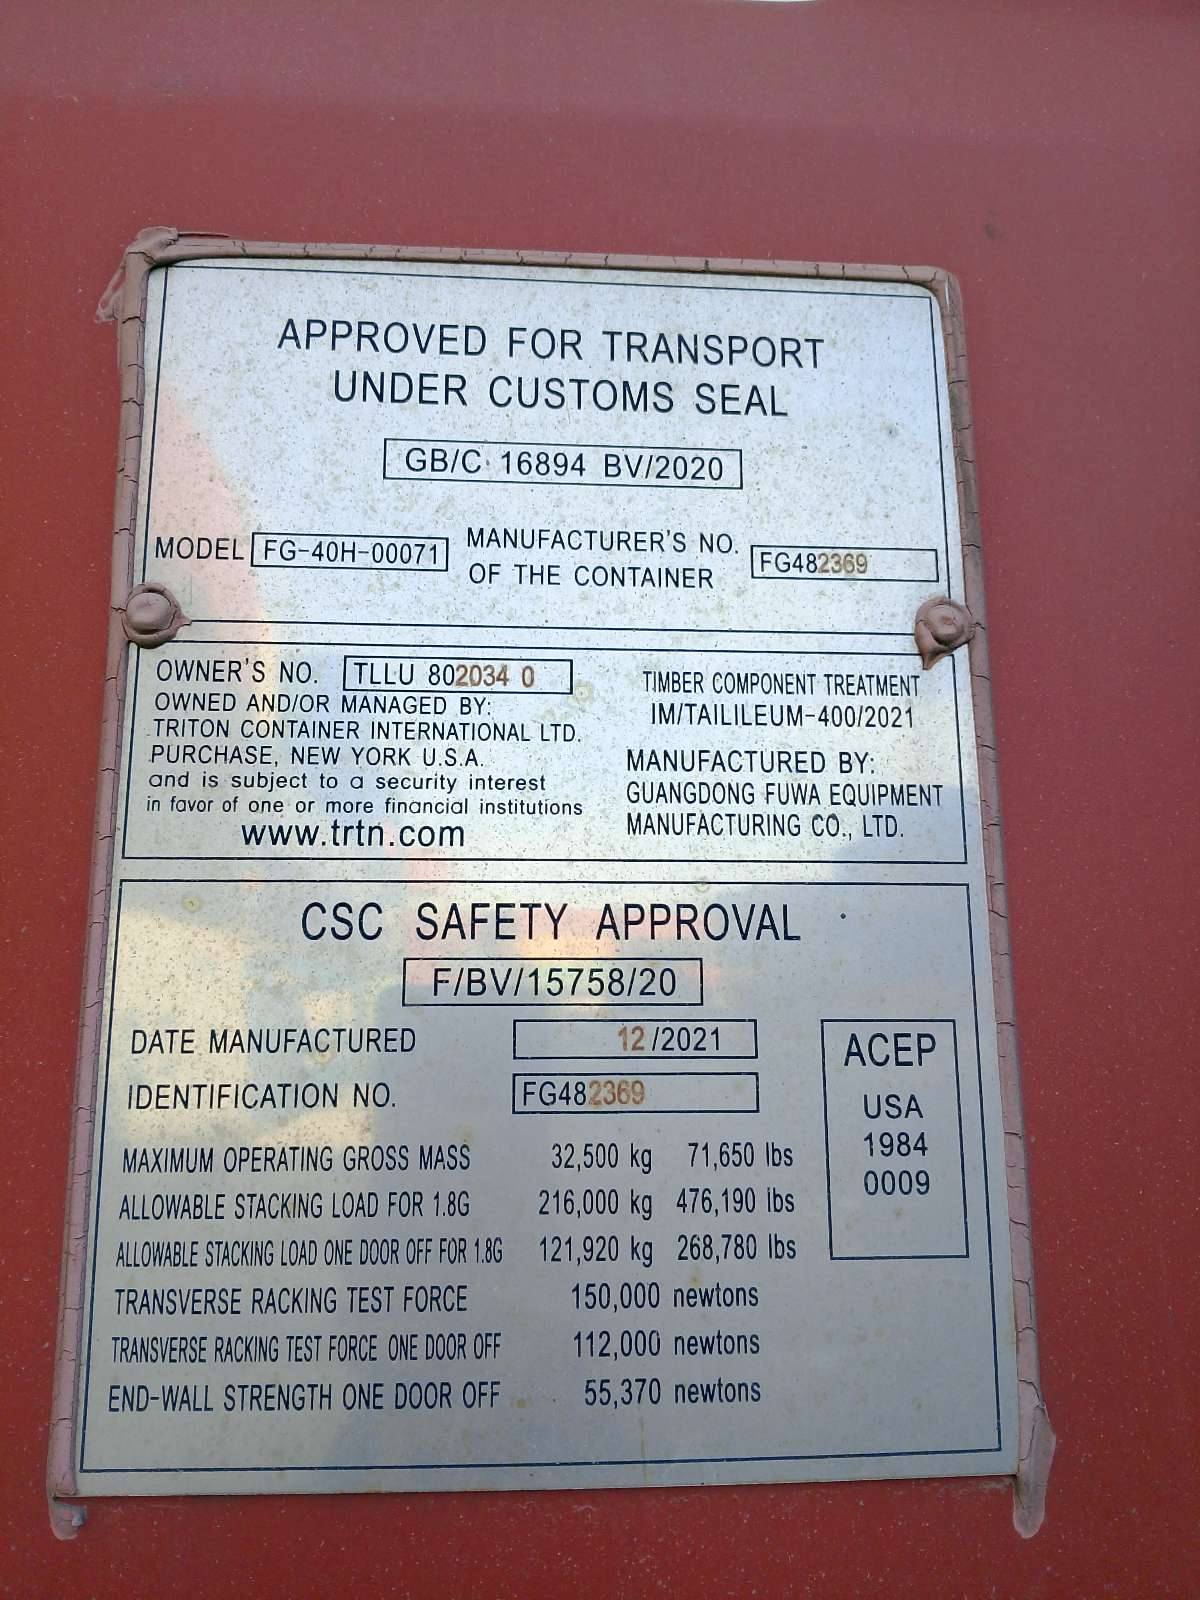 APPROVED FOR TRANSPORT
UNDER CUSTOMS SEAL
GB/C 16894 BV/2020
MODEL FG-40H-00071
MANUFACTURER'S NO.
OF THE CONTAINER
FG482369
OWNER'S NO. TLLU 802034 0
OWNED AND/OR MANAGED BY:
TRITON CONTAINER INTERNATIONAL LTD.
PURCHASE, NEW YORK U.S.A.
and is subject to a security interest
in favor of one or more financial institutions
www.trtn.com
TIMBER COMPONENT TREATMENT
IM/TAILILEUM-400/2021
MANUFACTURED BY:
GUANGDONG FUWA EQUIPMENT
MANUFACTURING CO., LTD.
CSC SAFETY APPROVAL
F/BV/15758/20
DATE MANUFACTURED 12/2021
IDENTIFICATION NO. FG482369
MAXIMUM OPERATING GROSS MASS 32,500 kg 71,650 lbs
ALLOWABLE STACKING LOAD FOR 1.8G 216,000 kg 476,190 lbs
ALLOWABLE STACKING LOAD ONE DOOR OFF FOR 1.8G 121,920 kg 268,780 lbs
TRANSVERSE RACKING TEST FORCE 150,000 newtons
TRANSVERSE RACKING TEST FORCE ONE DOOR OFF 112,000 newtons
END-WALL STRENGTH ONE DOOR OFF 55,370 newtons
ACEP
USA
1984
0009